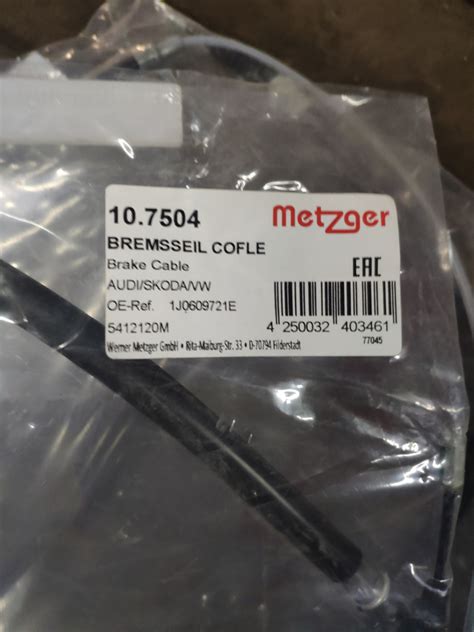 10.7504
metzger
BREMSSEIL COFLE
Brake Cable
EAC
AUDI/SKODA/VW
OE-Ref. 1J0609721E
5412120M
4 250032 403461
77045
Werner Metzger GmbH • Rita-Maiburg-Str. 33 • D-70794 Filderstadt